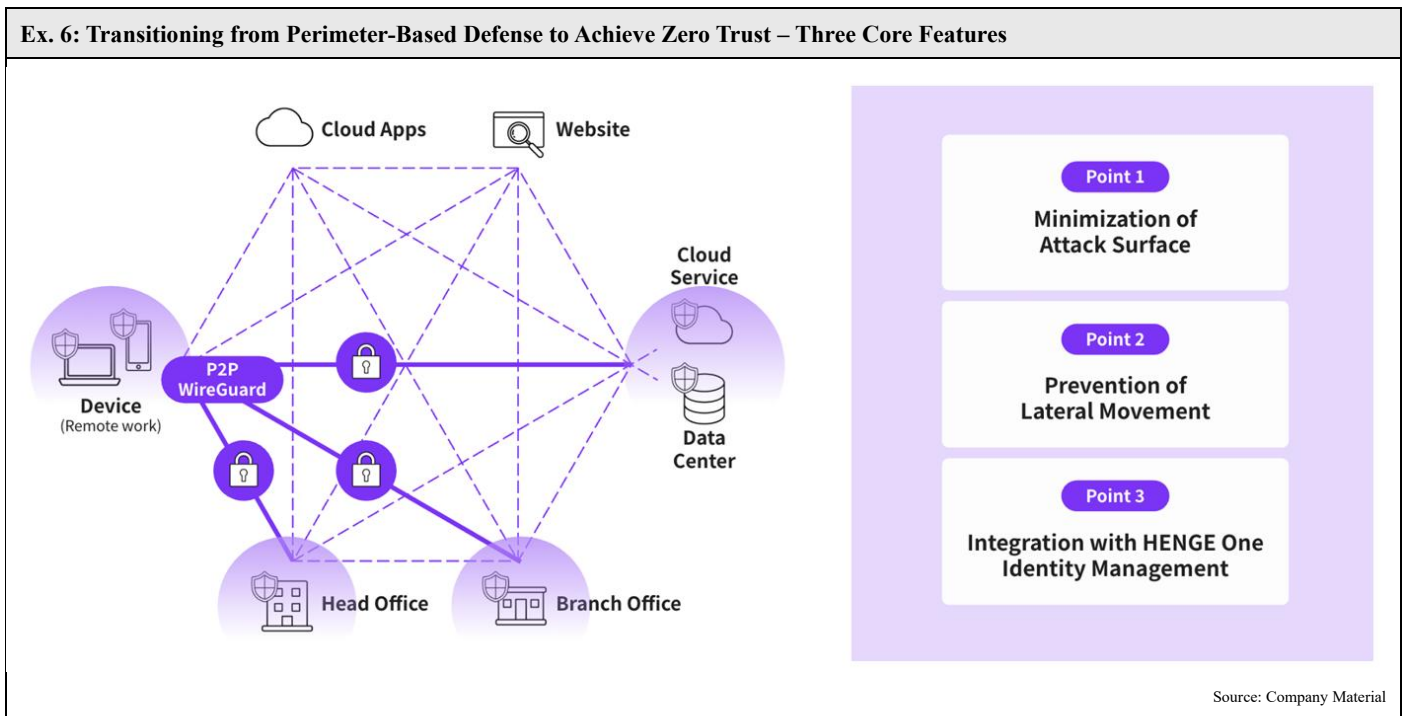 Ex. 6: Transitioning from Perimeter-Based Defense to Achieve Zero Trust – Three Core Features
Cloud Apps
Website
Cloud
Service
P2P
WireGuard
Device
(Remote work)
Data
Center
Head Office
Branch Office
Point 1
Minimization of
Attack Surface
Point 2
Prevention of
Lateral Movement
Point 3
Integration with HENGE One
Identity Management
Source: Company Material